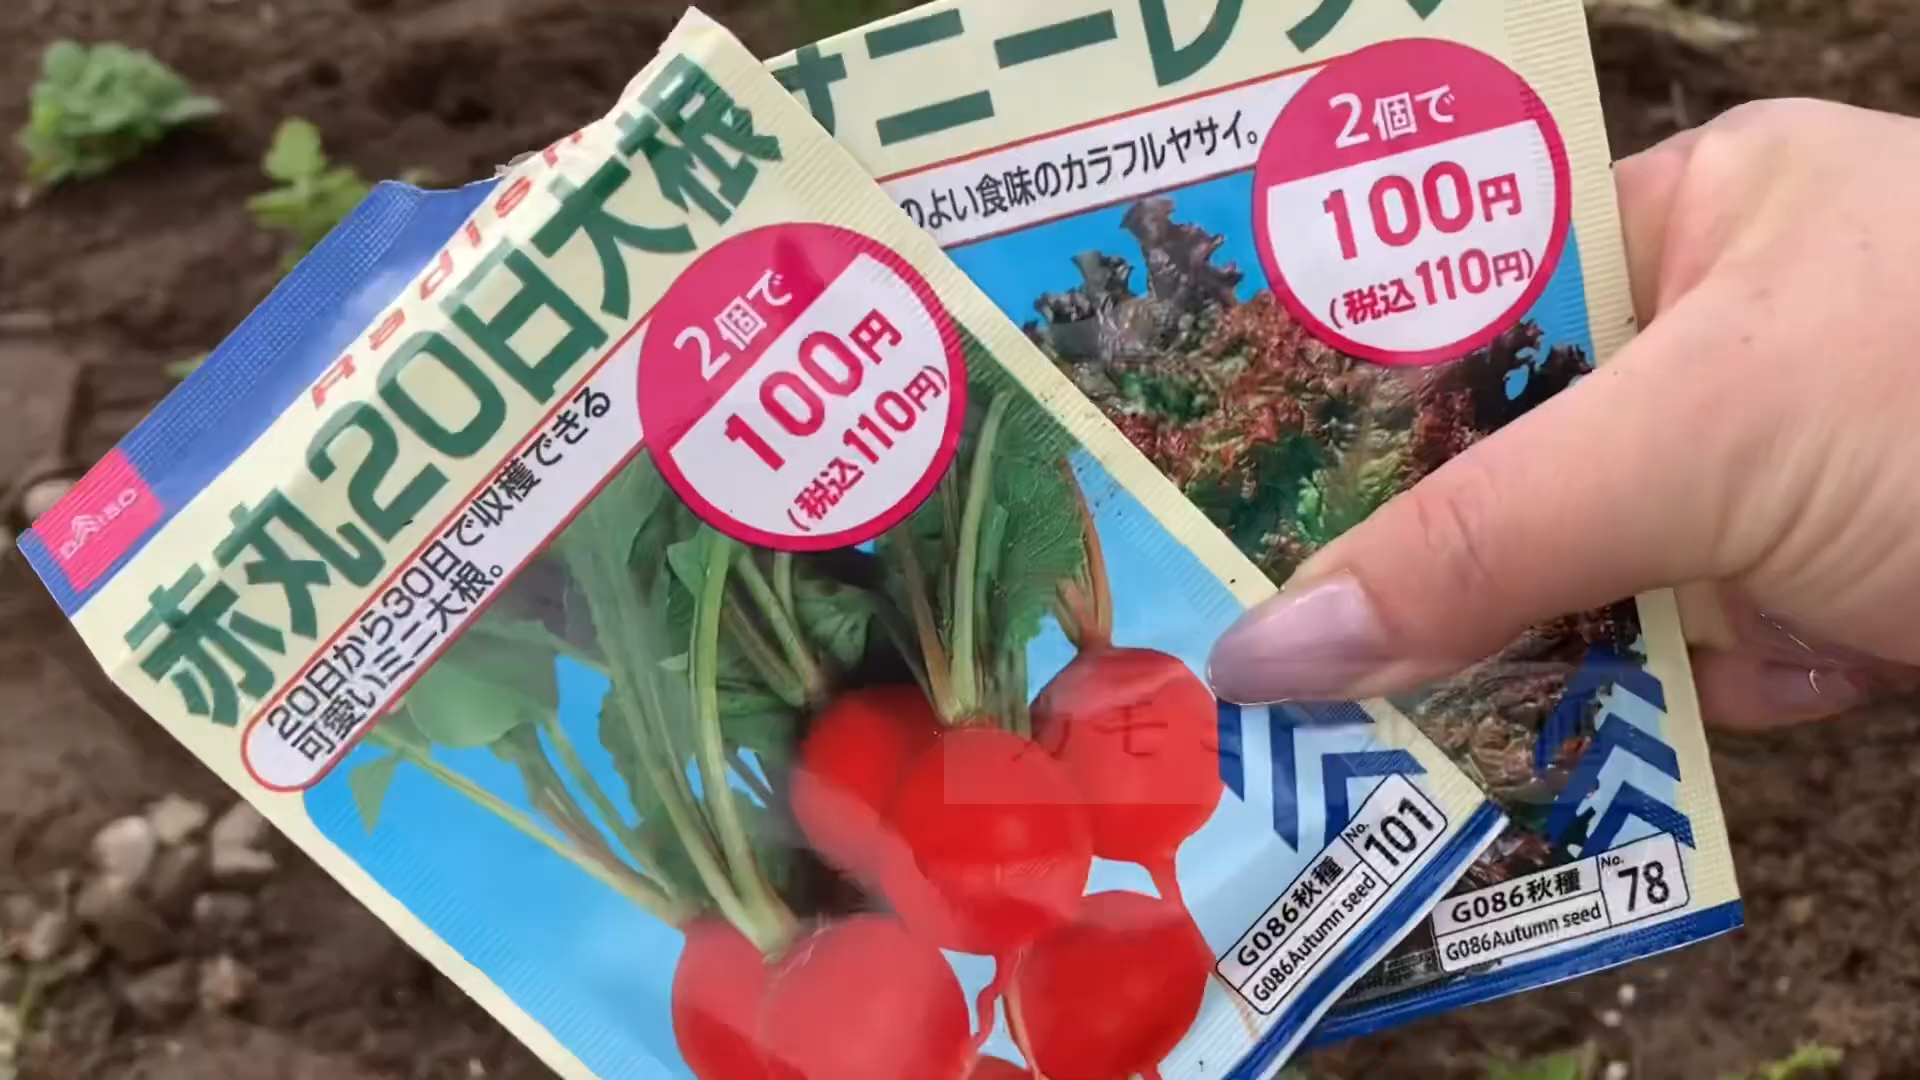 赤丸20日大根
Radish
20日から30日で収穫できる
可愛いミニ大根。
2個で
100円
(税込110円)
DAISO
G086秋種
G086Autumn seed
No.
101
サニーレタス
のよい食味のカラフルヤサイ。
2個で
100円
(税込110円)
G086秋種
G086Autumn seed
No.
78